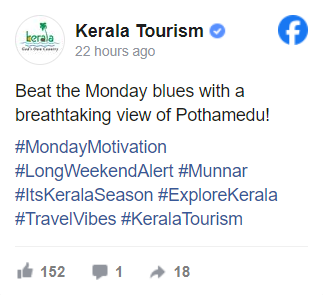 kerala
God's Own Country
Kerala Tourism
22 hours ago
Beat the Monday blues with a
breathtaking view of Pothamedu!
#MondayMotivation
#LongWeekendAlert #Munnar
#ItsKeralaSeason #ExploreKerala
#TravelVibes #KeralaTourism
152 1 18